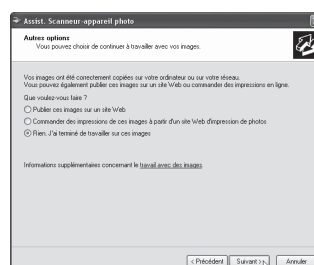 Assist. Scanneur-appareil photo
Autres options
Vous pouvez choisir de continuer à travailler avec vos images.
Vos images ont été correctement copiées sur votre ordinateur ou sur votre réseau.
Vous pouvez également publier ces images sur un site Web ou commander des impressions en ligne.
Que voulez-vous faire ?
Publier ces images sur un site Web
Commander des impressions de ces images à partir d'un site Web d'impression de photos
Rien. J'ai terminé de travailler sur ces images
Informations supplémentaires concernant le travail avec des images.
< Précédent Suivant > Annuler